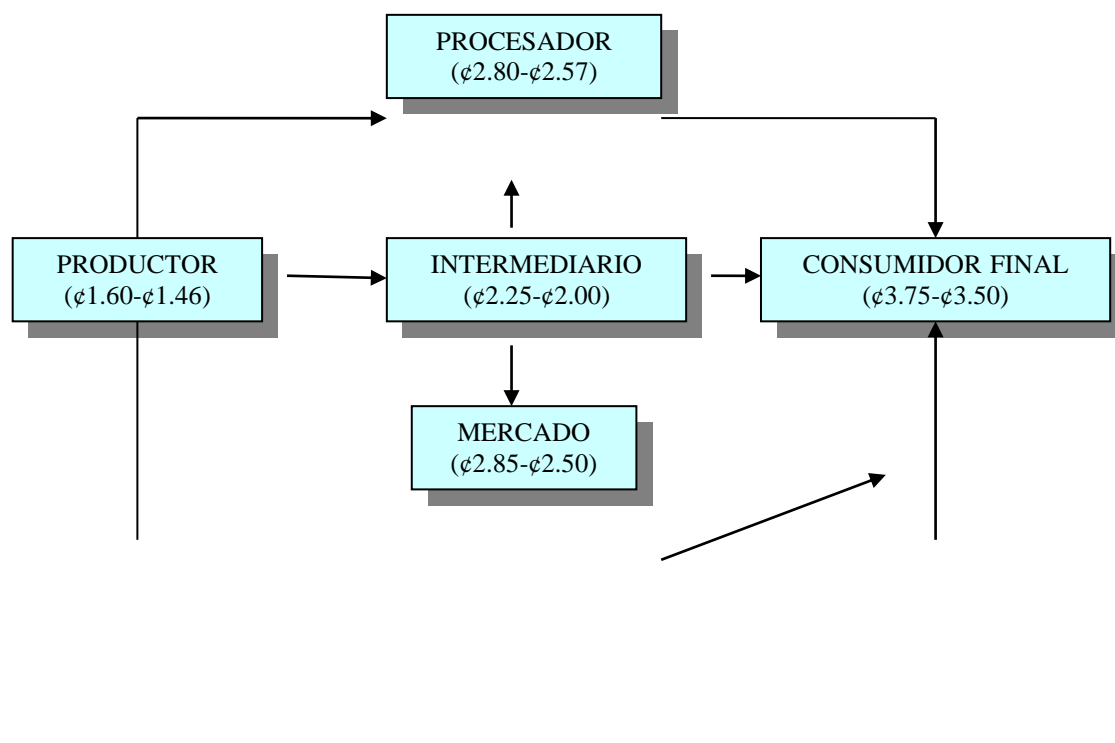 PROCESADOR
(¢2.80-¢2.57)
PRODUCTOR
(¢1.60-¢1.46)
INTERMEDIARIO
(¢2.25-¢2.00)
CONSUMIDOR FINAL
(¢3.75-¢3.50)
MERCADO
(¢2.85-¢2.50)